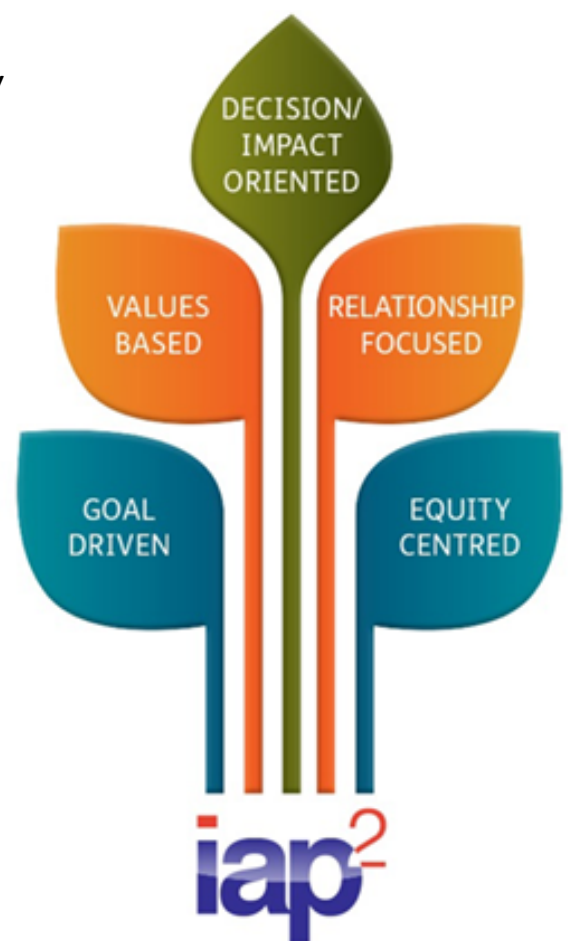 DECISION/
IMPACT
ORIENTED
VALUES
BASED
RELATIONSHIP
FOCUSED
GOAL
DRIVEN
EQUITY
CENTRED
iap2